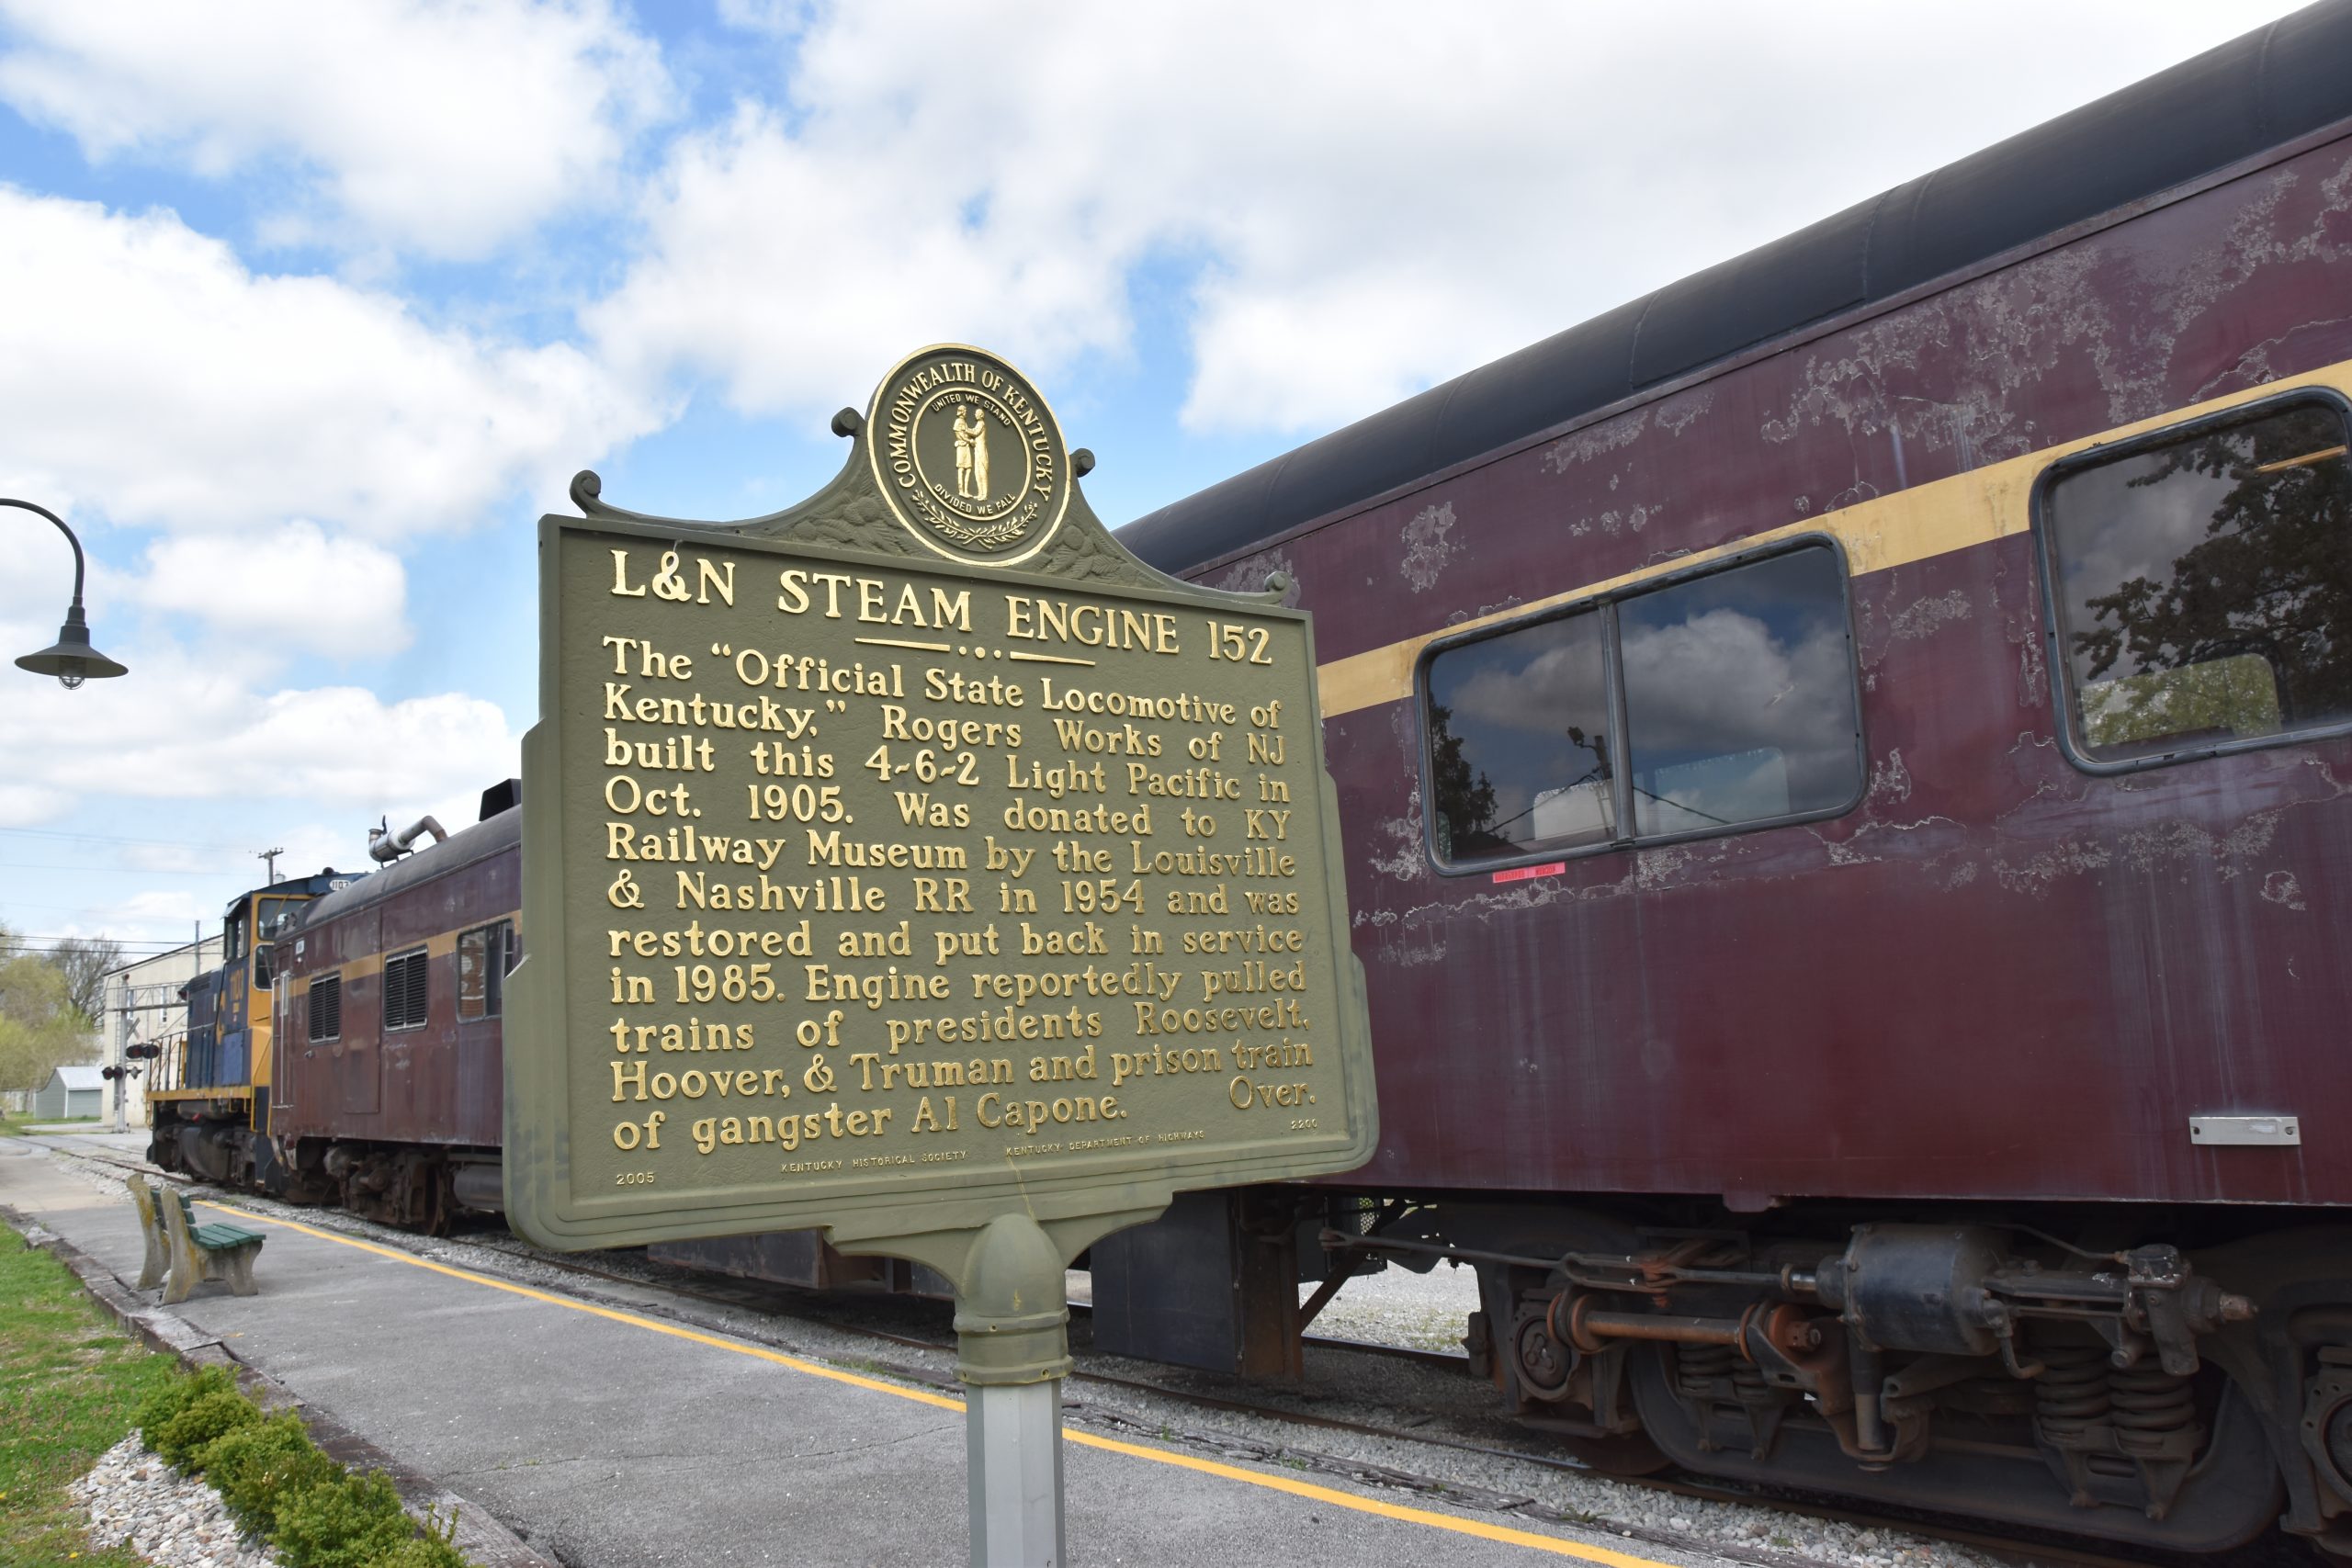 COMMONWEALTH OF KENTUCKY
UNITED WE STAND
DIVIDED WE FALL
L&N STEAM ENGINE 152
The “Official State Locomotive of
Kentucky,” Rogers Works of NJ
built this 4-6-2 Light Pacific in
Oct. 1905. Was donated to KY
Railway Museum by the Louisville
& Nashville RR in 1954 and was
restored and put back in service
in 1985. Engine reportedly pulled
trains of presidents Roosevelt,
Hoover, & Truman and prison train
of gangster Al Capone. Over.
2200
KENTUCKY HISTORICAL SOCIETY KENTUCKY DEPARTMENT OF HIGHWAYS
2005